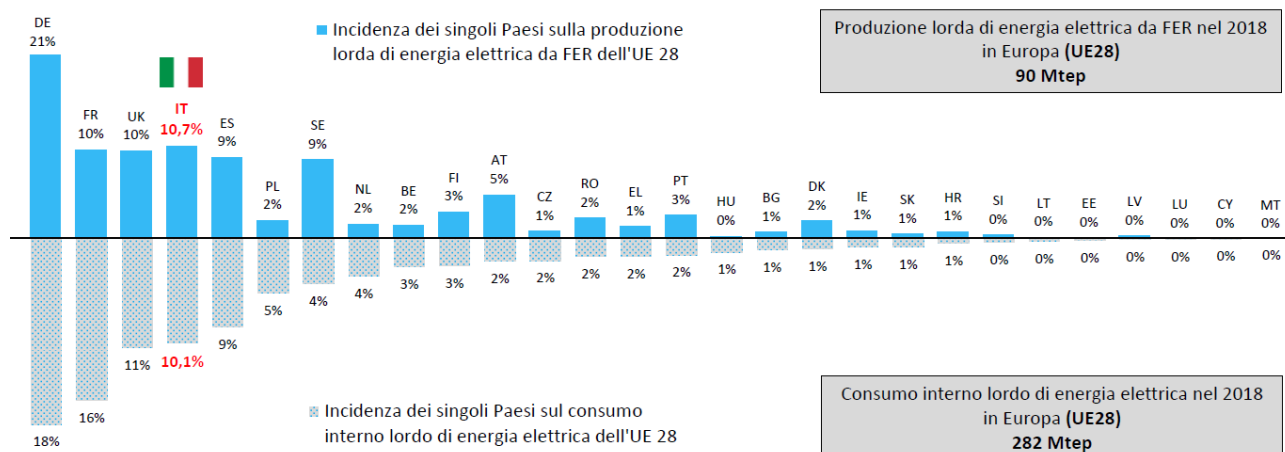 Incidenza dei singoli Paesi sulla produzione
lorda di energia elettrica da FER dell'UE 28
Produzione lorda di energia elettrica da FER nel 2018
in Europa (UE28)
90 Mtep
DE
21%
FR
10%
UK
10%
IT
10,7%
ES
9%
PL
2%
SE
9%
NL
2%
BE
2%
FI
3%
AT
5%
CZ
1%
RO
2%
EL
1%
PT
3%
HU
0%
BG
1%
DK
2%
IE
1%
SK
1%
HR
1%
SI
0%
LT
0%
EE
0%
LV
0%
LU
0%
CY
0%
MT
0%
18%
16%
11%
10,1%
9%
5%
4%
4%
3%
3%
2%
2%
2%
2%
2%
1%
1%
1%
1%
1%
1%
0%
0%
0%
0%
0%
0%
0%
Incidenza dei singoli Paesi sul consumo
interno lordo di energia elettrica dell'UE 28
Consumo interno lordo di energia elettrica nel 2018
in Europa (UE28)
282 Mtep